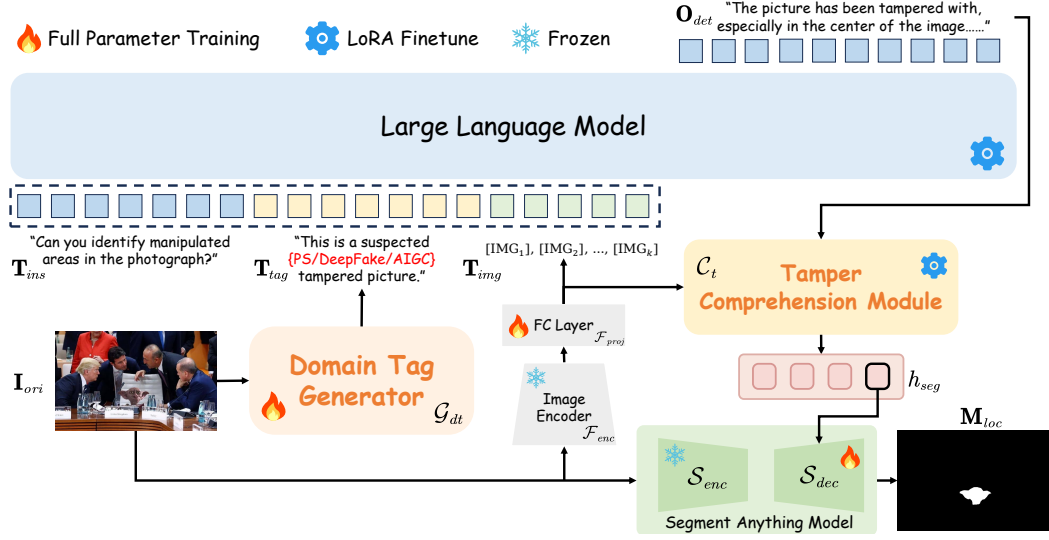 Full Parameter Training
LoRA Finetune
Frozen
O_det
"The picture has been tampered with,
especially in the center of the image……"
Large Language Model
T_ins
"Can you identify manipulated
areas in the photograph?"
T_tag
"This is a suspected
{PS/DeepFake/AIGC}
tampered picture."
T_img
[IMG₁], [IMG₂], ..., [IMGₖ]
C_t
Tamper
Comprehension Module
FC Layer
F_proj
I_ori
Domain Tag
Generator
G_dt
Image
Encoder
F_enc
h_seg
M_loc
S_enc
S_dec
Segment Anything Model